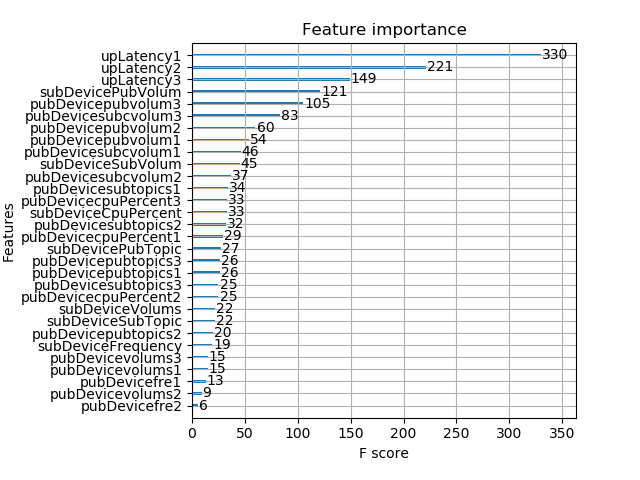 Feature importance
upLatency1 330
upLatency2 221
upLatency3 149
subDevicePubVolum 121
pubDevicepubvolum3 105
pubDevicesubcvolum3 83
pubDevicepubvolum2 60
pubDevicepubvolum1 54
pubDevicesubcvolum1 46
subDeviceSubVolum 45
pubDevicesubcvolum2 37
pubDevicesubtopics1 34
pubDevicecpuPercent3 33
subDeviceCpuPercent 33
pubDevicesubtopics2 32
pubDevicecpuPercent1 29
subDevicePubTopic 27
pubDevicepubtopics3 26
pubDevicepubtopics1 26
pubDevicesubtopics3 25
pubDevicecpuPercent2 25
subDeviceVolums 22
subDeviceSubTopic 22
pubDevicepubtopics2 20
subDeviceFrequency 19
pubDevicevolums3 15
pubDevicevolums1 15
pubDevicefre1 13
pubDevicevolums2 9
pubDevicefre2 6
Features
0 50 100 150 200 250 300 350
F score